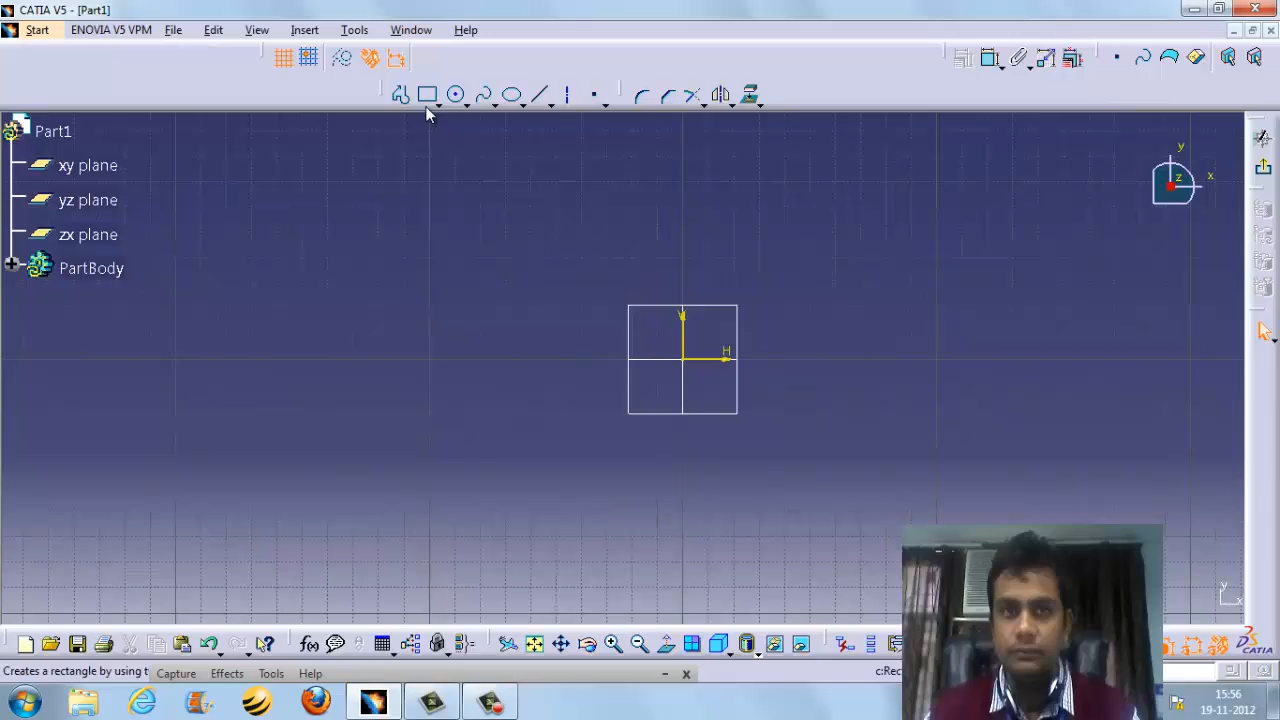 CATIA V5 - [Part1]
Start ENOVIA V5 VPM File Edit View Insert Tools Window Help
Part1
xy plane
yz plane
zx plane
PartBody
y
x
z
V
H
y
x
f(x)
CATIA
Creates a rectangle by using t
Capture Effects Tools Help
c:Rec
15:56
19-11-2012